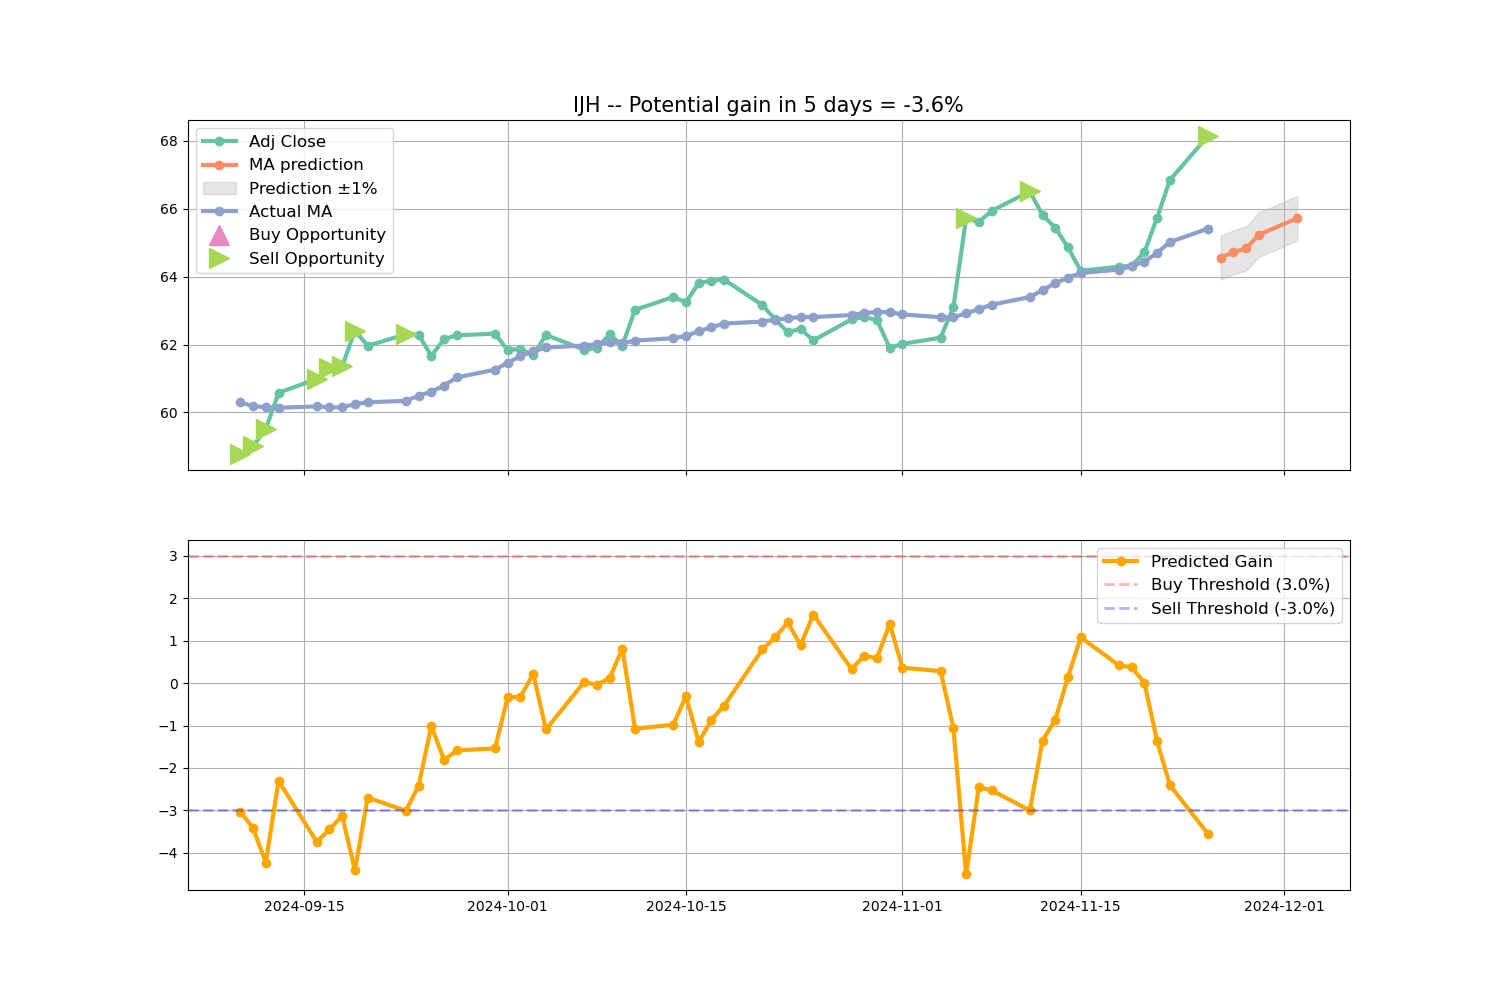 IJH -- Potential gain in 5 days = -3.6%
68
66
64
62
60
Adj Close
MA prediction
Prediction ±1%
Actual MA
Buy Opportunity
Sell Opportunity
3
2
1
0
−1
−2
−3
−4
Predicted Gain
Buy Threshold (3.0%)
Sell Threshold (-3.0%)
2024-09-15
2024-10-01
2024-10-15
2024-11-01
2024-11-15
2024-12-01